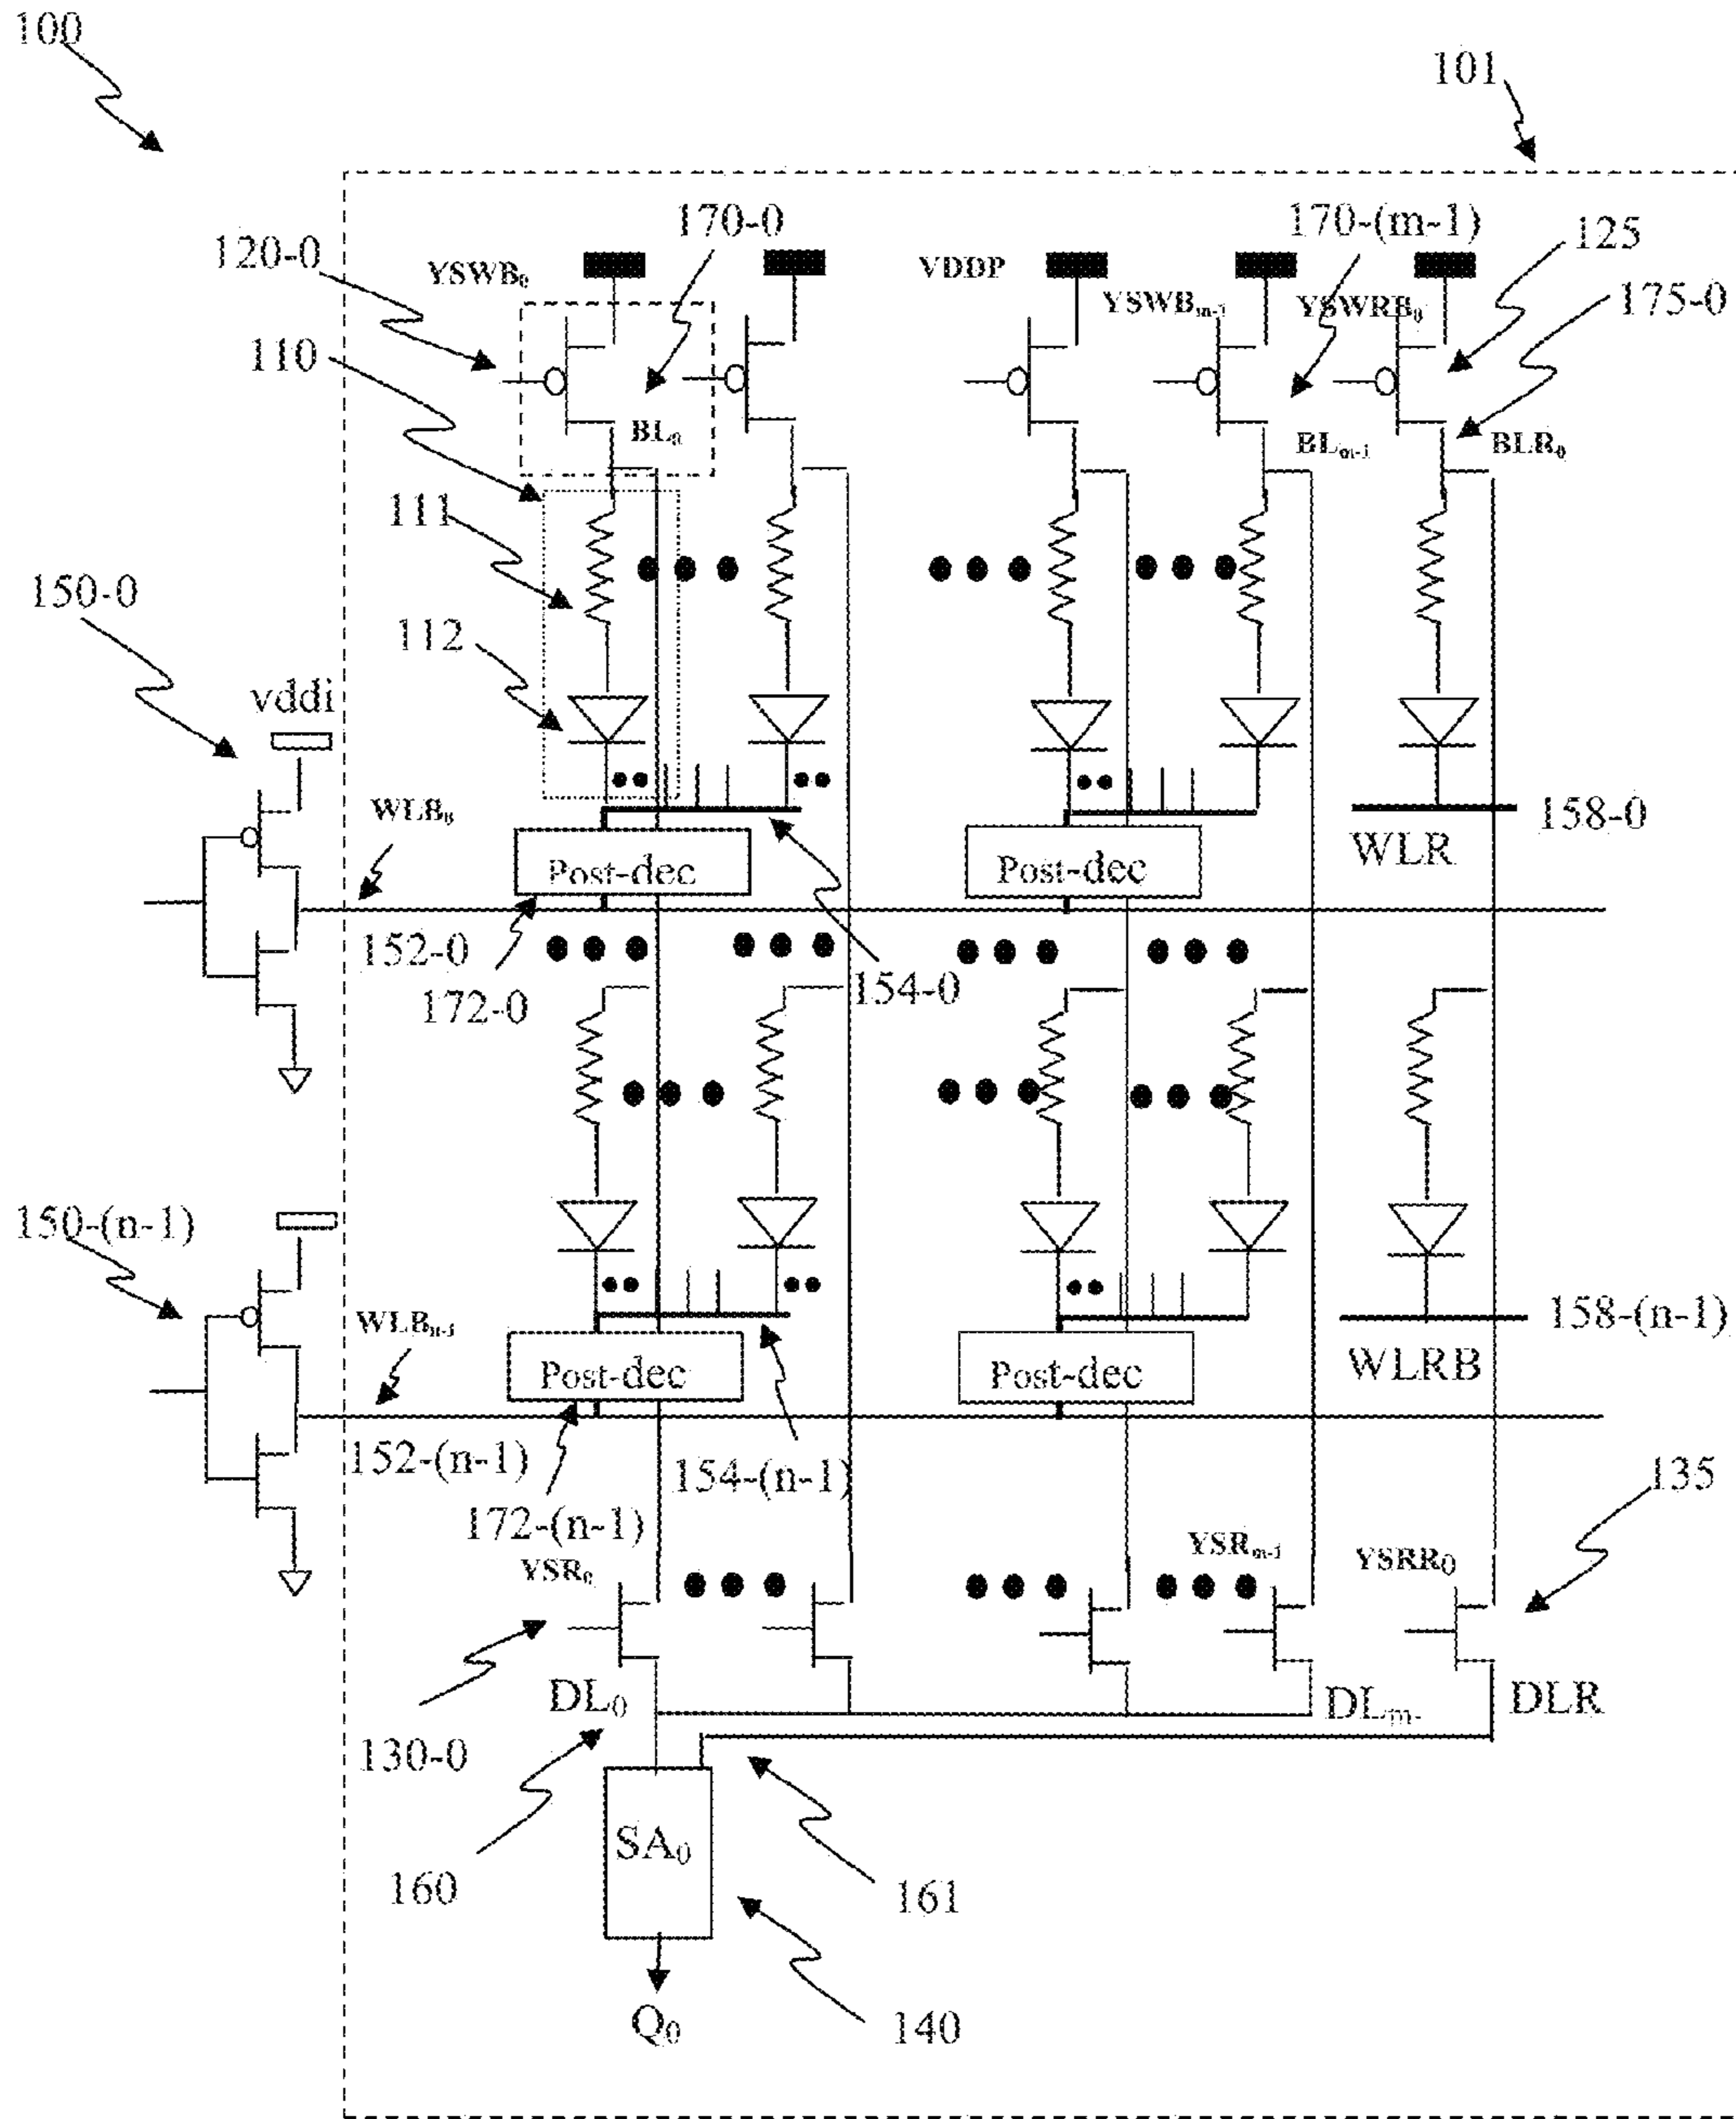 100
101
120-0
YSWB₀
170-0
VDDP
YSWBₘ₋₁
170-(m-1)
YSWRB₀
125
175-0
110
BL₀
BLₘ₋₁
BLR₀
111
112
150-0
vddi
WLB₀
Post-dec
Post-dec
WLR
158-0
152-0
172-0
154-0
150-(n-1)
WLBₙ₋₁
Post-dec
Post-dec
WLRB
158-(n-1)
152-(n-1)
154-(n-1)
172-(n-1)
135
YSR₀
YSRₘ₋₁
YSRR₀
DL₀
DLₘ₋
DLR
130-0
160
SA₀
161
Q₀
140